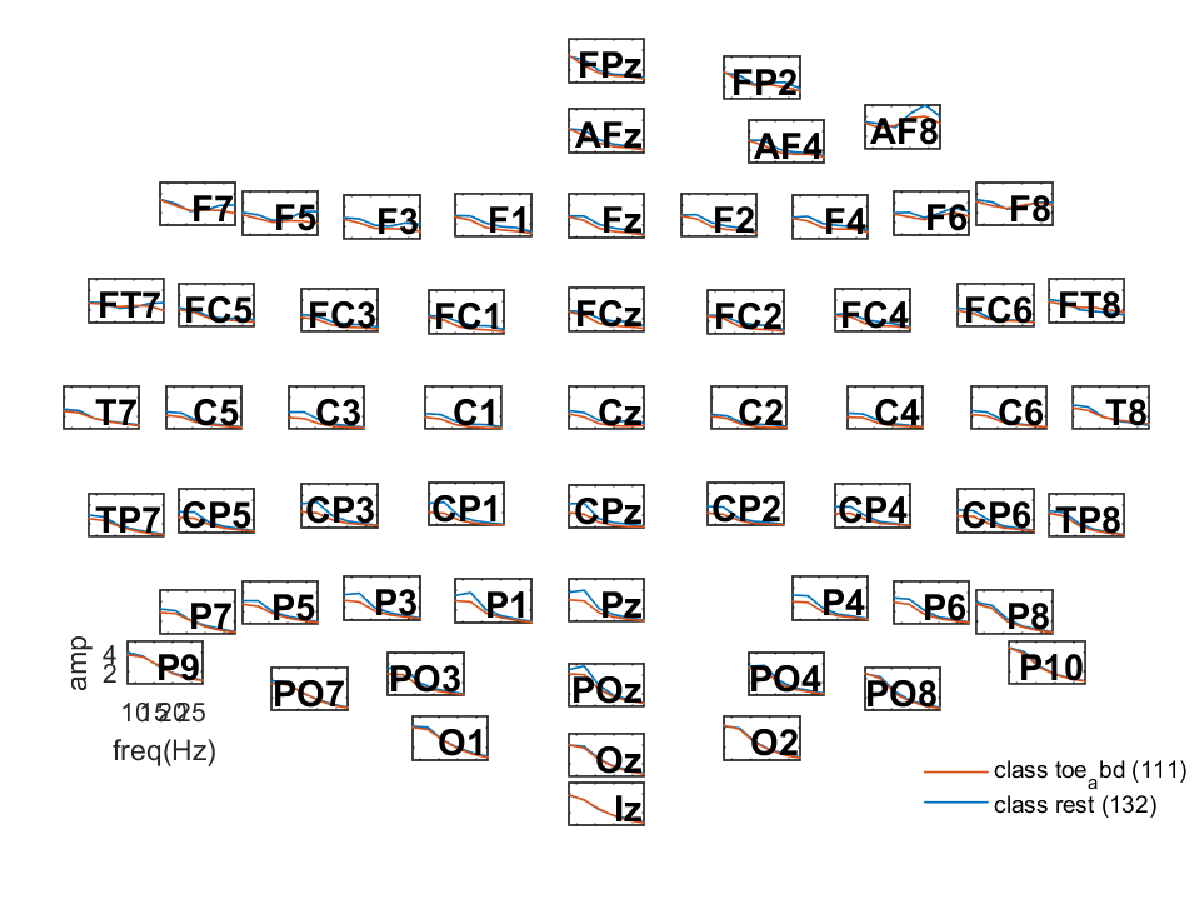 FPz
FP2
AFz
AF4
AF8
F7
F5
F3
F1
Fz
F2
F4
F6
F8
FT7
FC5
FC3
FC1
FCz
FC2
FC4
FC6
FT8
T7
C5
C3
C1
Cz
C2
C4
C6
T8
TP7
CP5
CP3
CP1
CPz
CP2
CP4
CP6
TP8
P7
P5
P3
P1
Pz
P4
P6
P8
P9
PO7
PO3
POz
PO4
PO8
P10
O1
Oz
O2
Iz
amp
4
2
10 15 20 25
freq(Hz)
class toe_abd (111)
class rest (132)